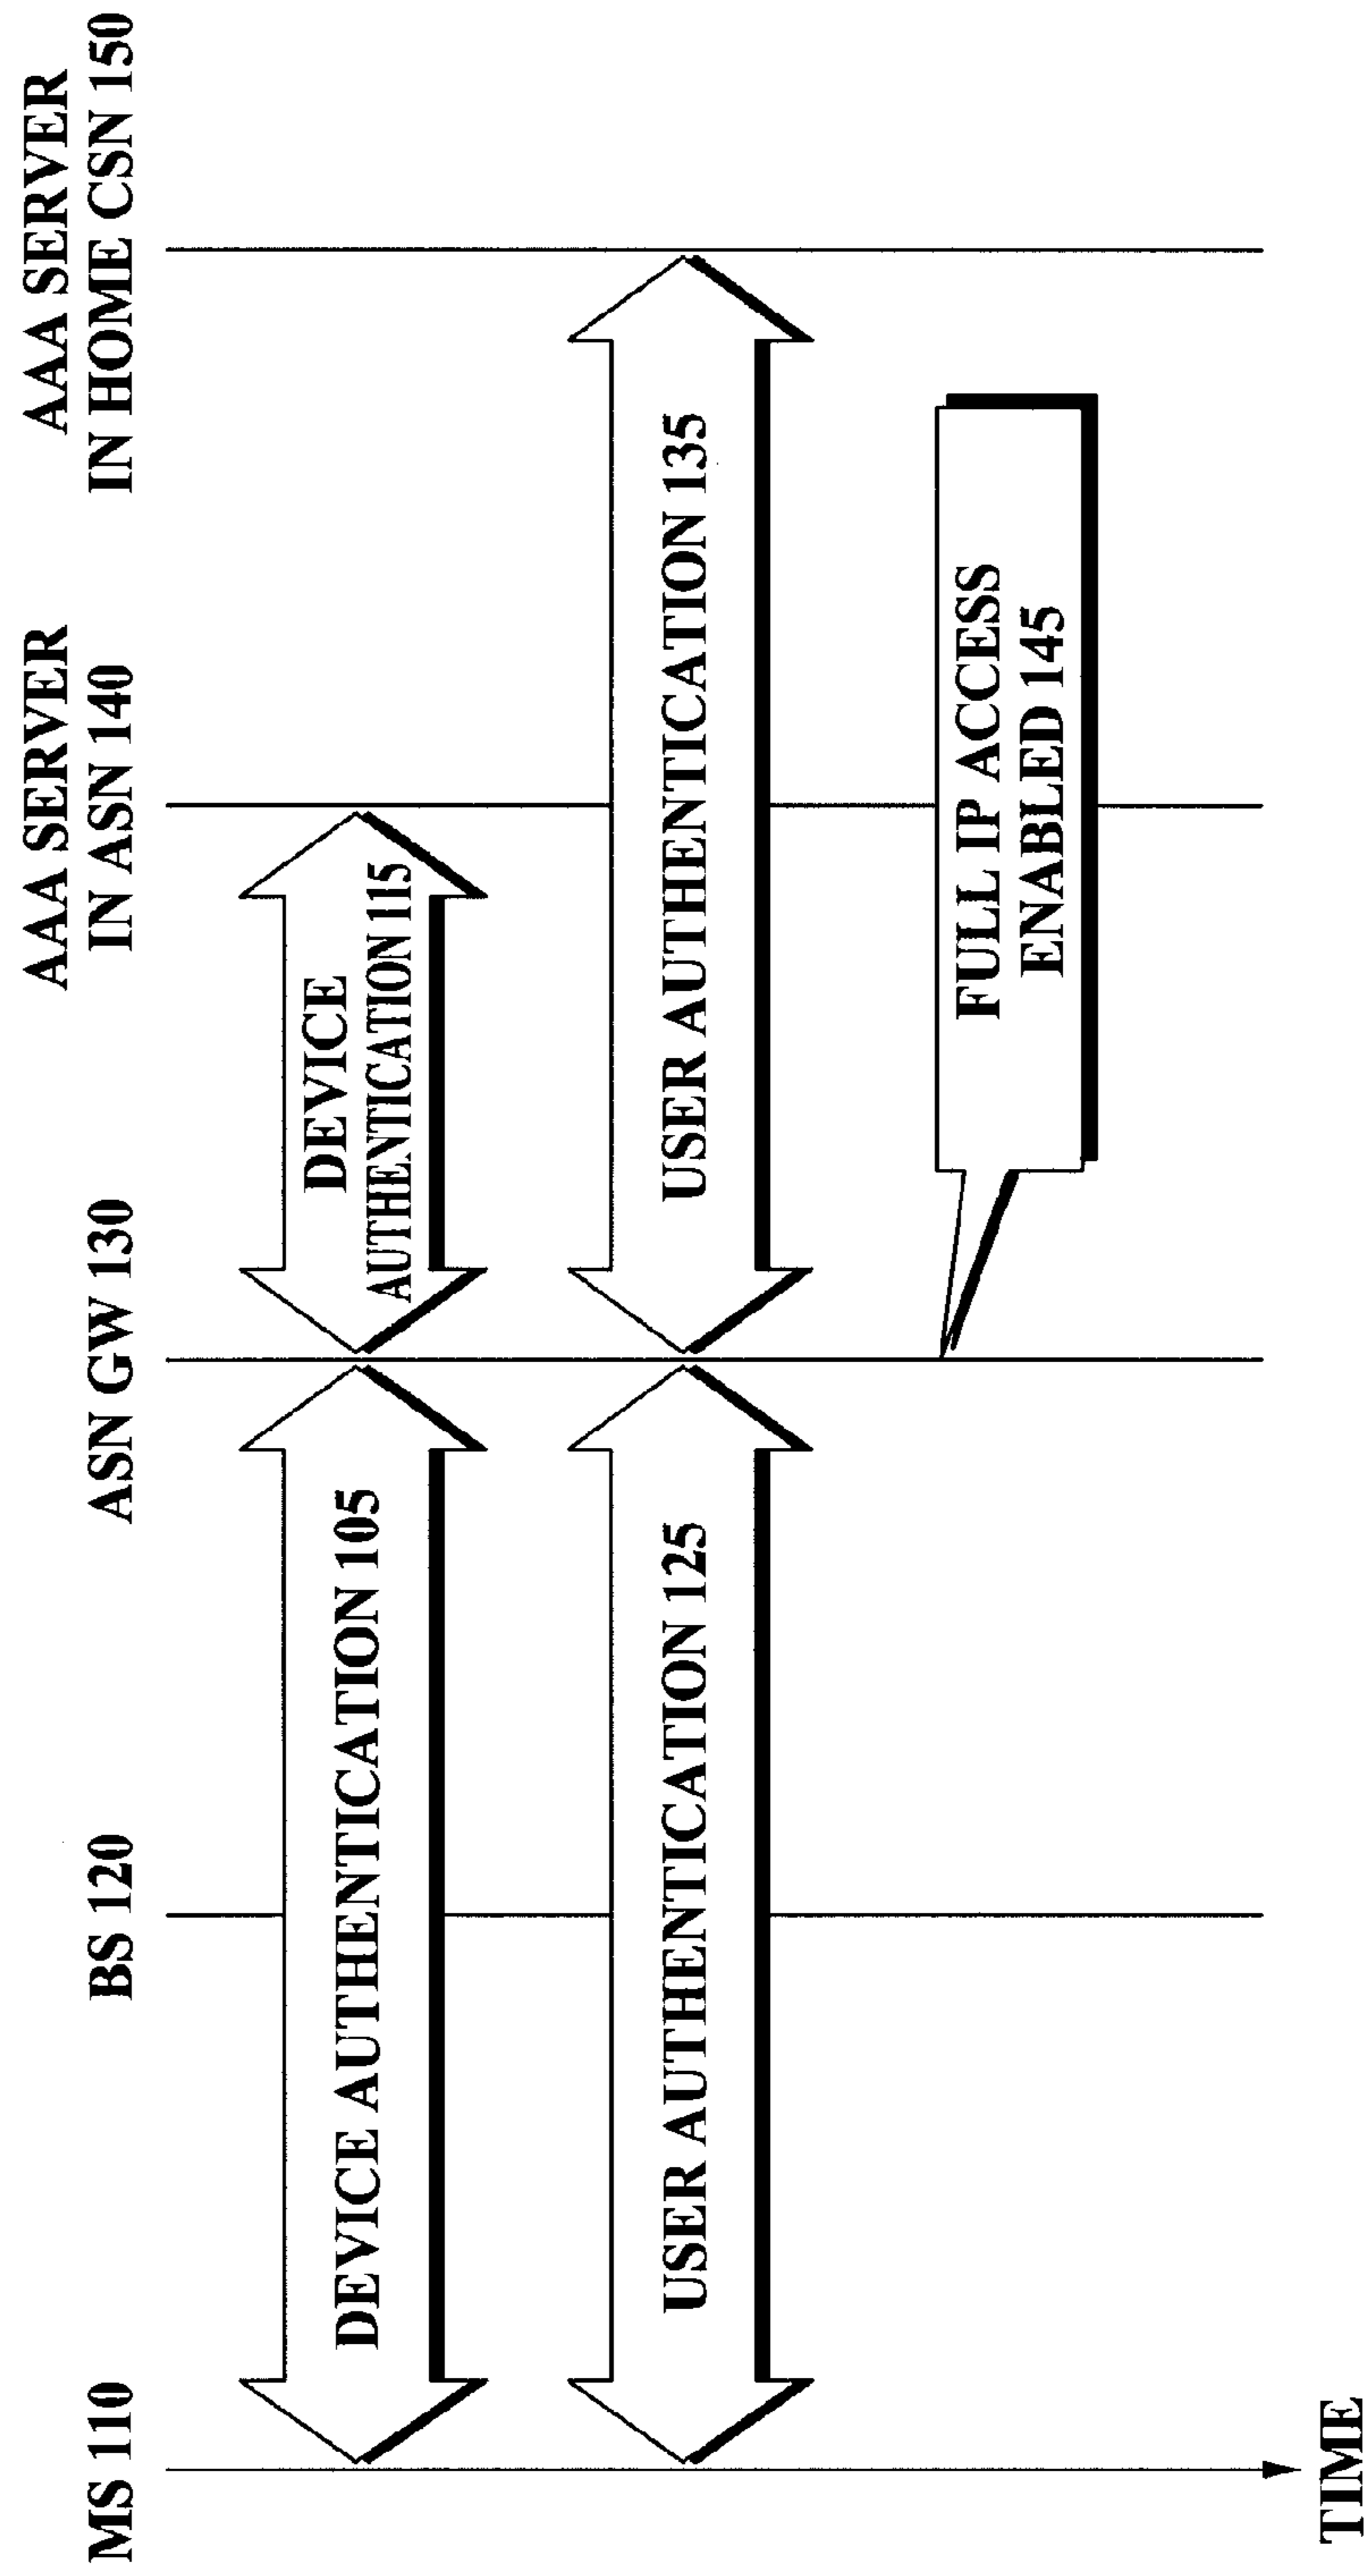 MS 110
BS 120
ASN GW 130
AAA SERVER
IN ASN 140
AAA SERVER
IN HOME CSN 150
DEVICE AUTHENTICATION 105
DEVICE
AUTHENTICATION 115
USER AUTHENTICATION 125
USER AUTHENTICATION 135
FULL IP ACCESS
ENABLED 145
TIME